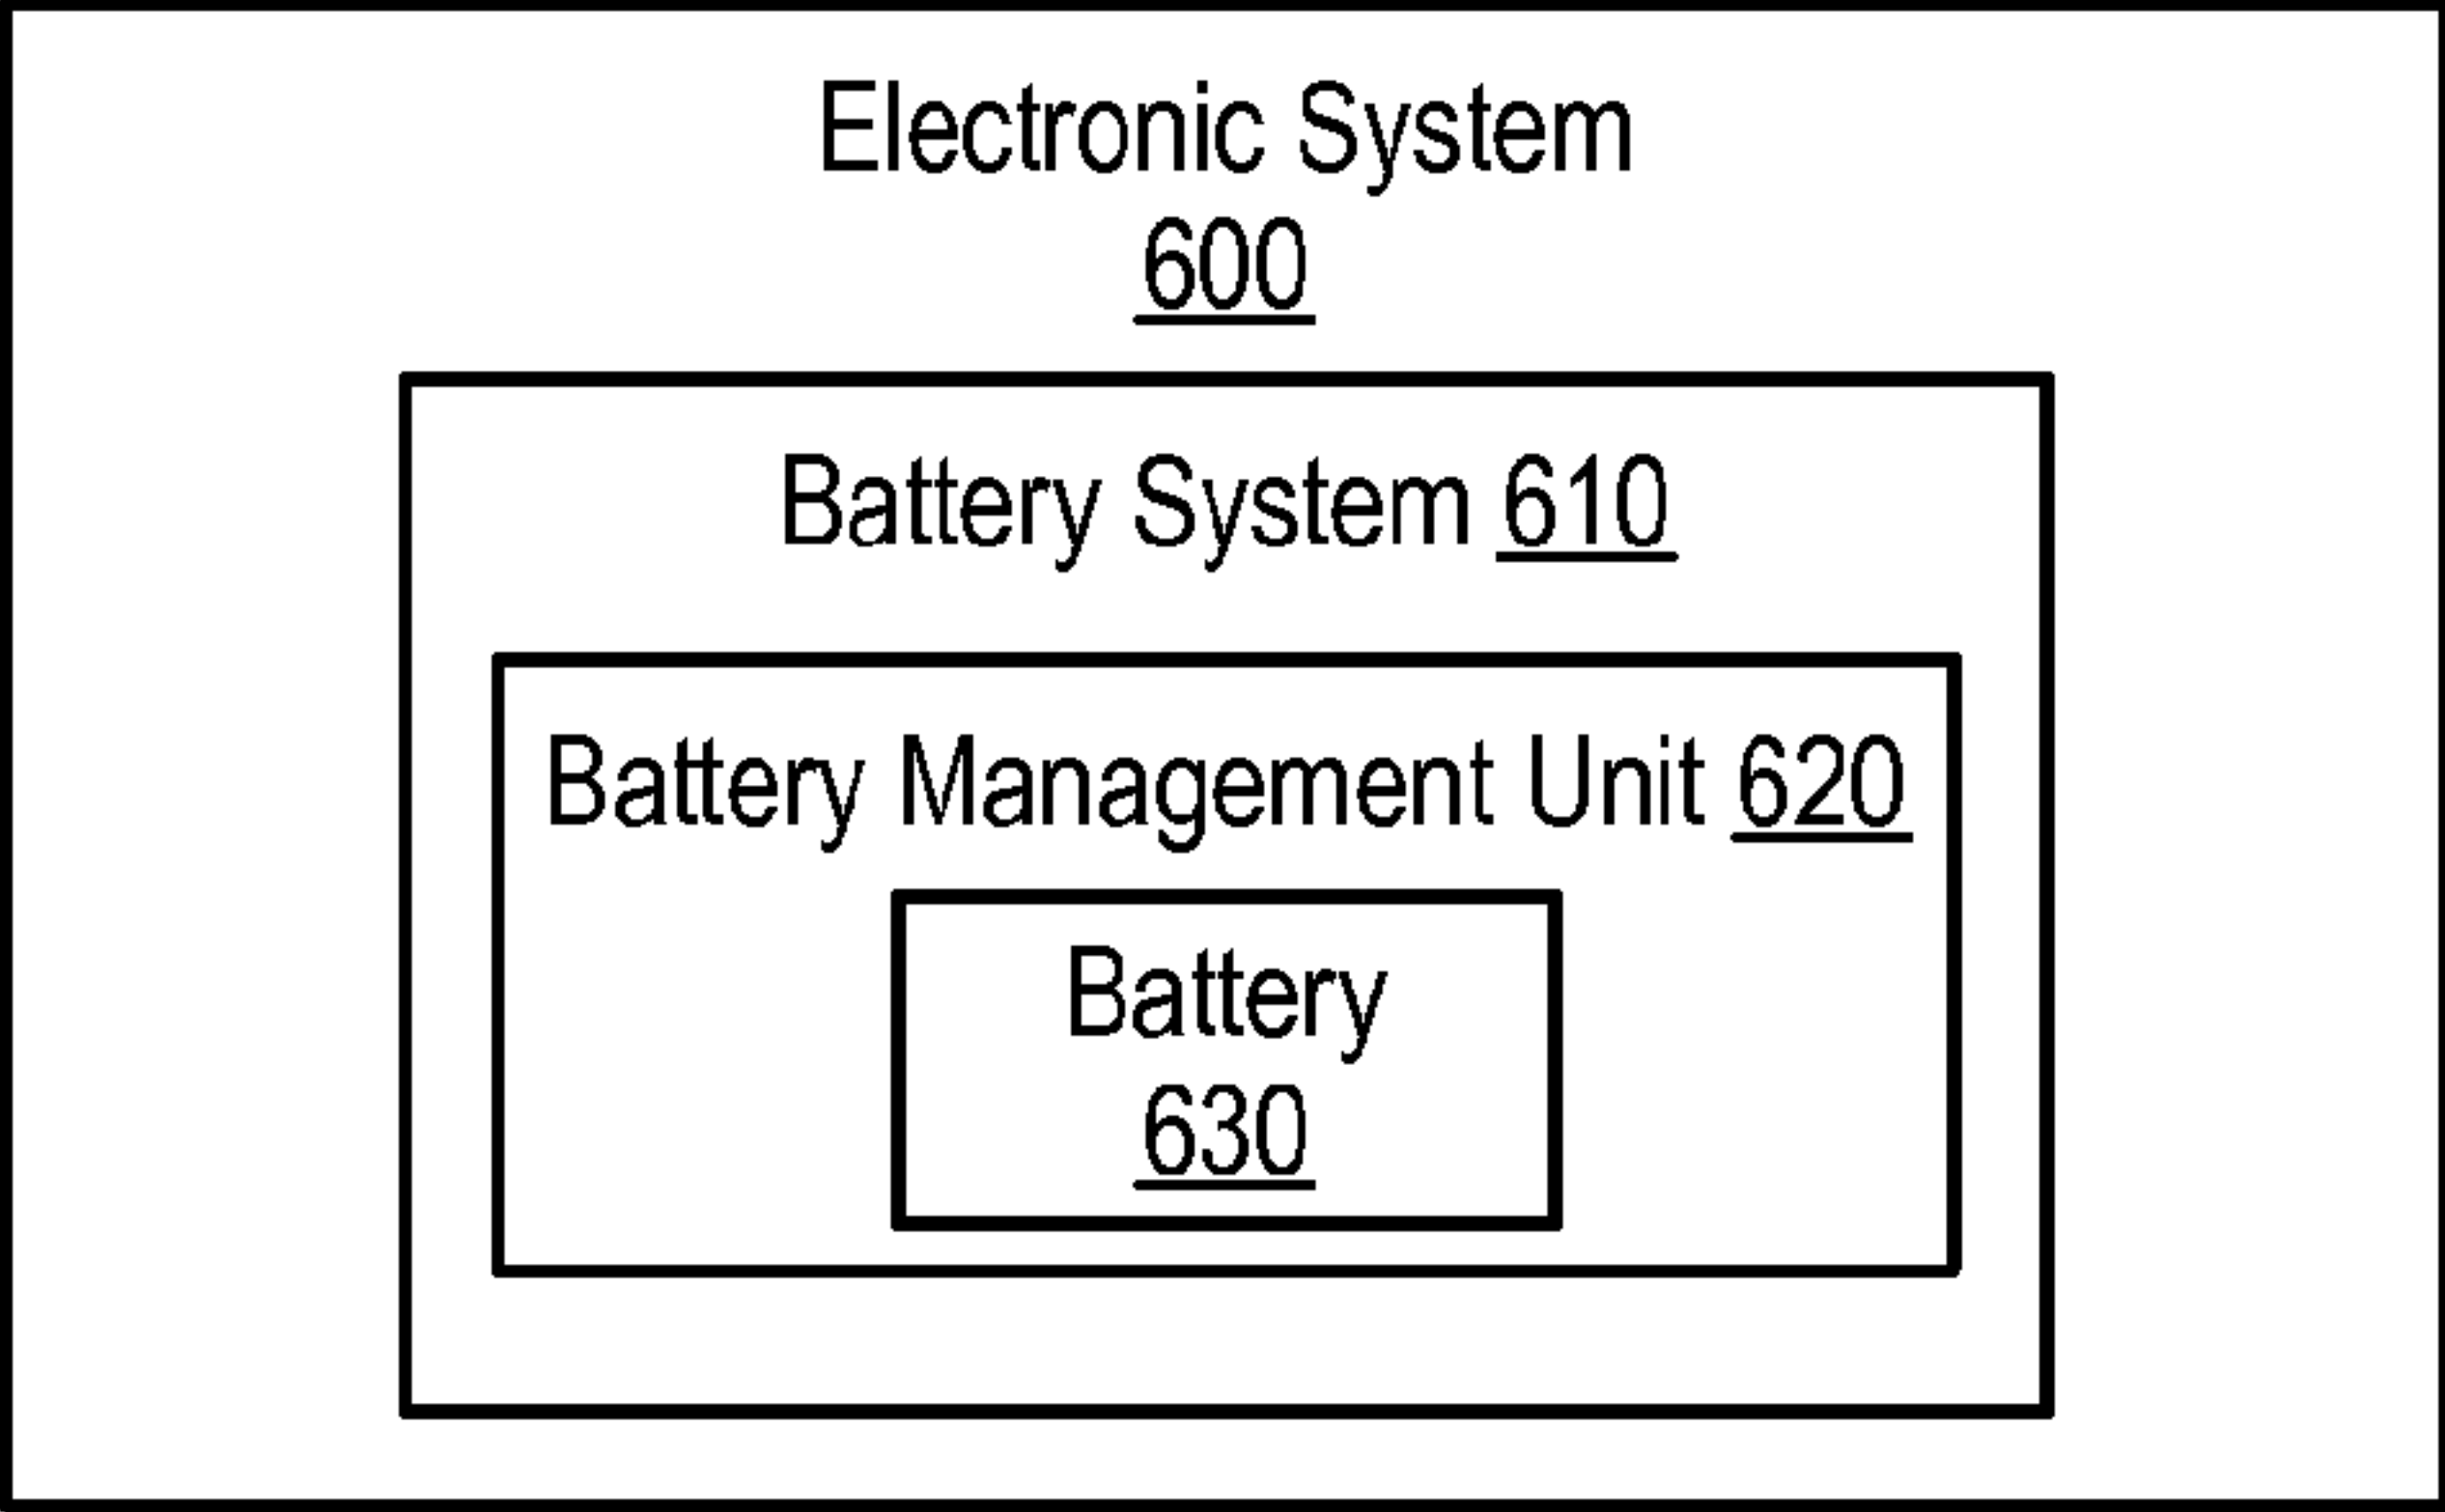 Electronic System
600
Battery System 610
Battery Management Unit 620
Battery
630